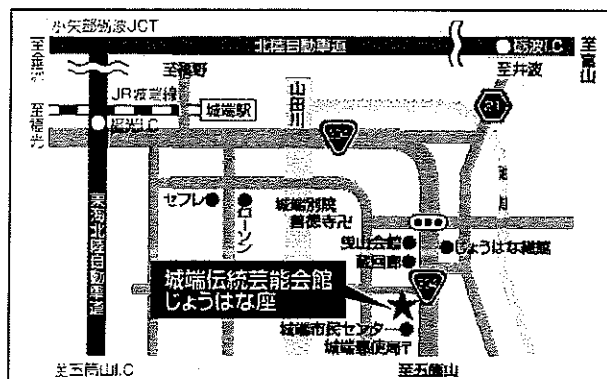 小矢部砺波JCT
北陸自動車道
砺波I.C
至金沢
至富山
至福野
至井波
JR城端線
城端駅
山田川
至福光
福光I.C
東海北陸自動車道
セフレ
ローソン
城端別院
善徳寺卍
曳山会館
蔵回廊
じょうはな織館
城端伝統芸能会館
じょうはな座
304
城端市民センター
城端郵便局〒
至五箇山I.C
至五箇山